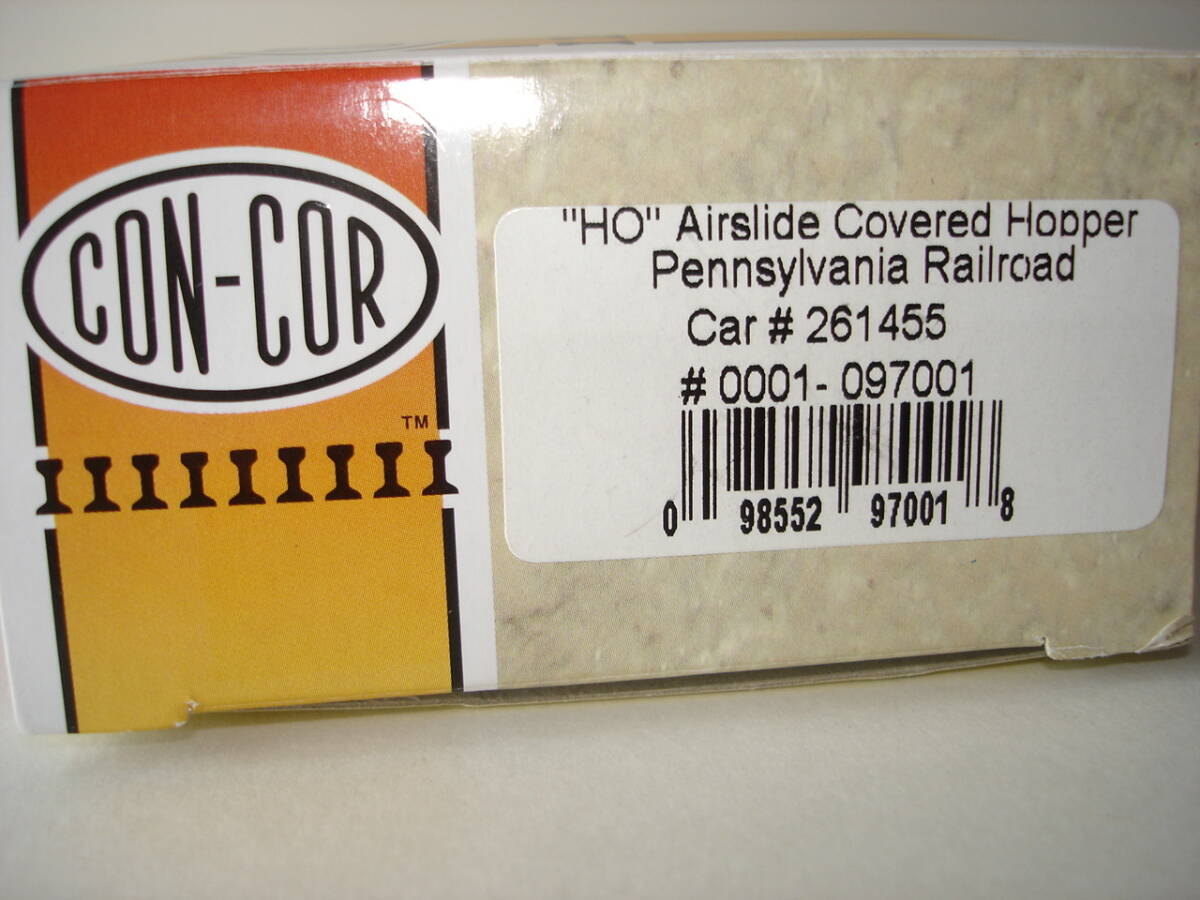 CON-COR
TM
"HO" Airslide Covered Hopper
Pennsylvania Railroad
Car # 261455
# 0001- 097001
0 98552 97001 8